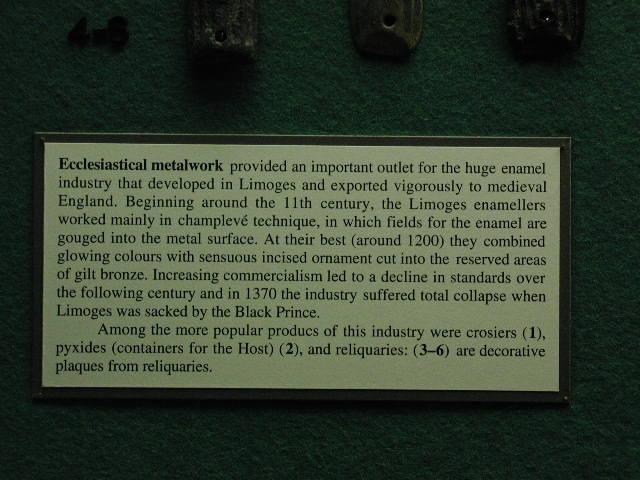 4-6
Ecclesiastical metalwork provided an important outlet for the huge enamel
industry that developed in Limoges and exported vigorously to medieval
England. Beginning around the 11th century, the Limoges enamellers
worked mainly in champlevé technique, in which fields for the enamel are
gouged into the metal surface. At their best (around 1200) they combined
glowing colours with sensuous incised ornament cut into the reserved areas
of gilt bronze. Increasing commercialism led to a decline in standards over
the following century and in 1370 the industry suffered total collapse when
Limoges was sacked by the Black Prince.
Among the more popular producs of this industry were crosiers (1),
pyxides (containers for the Host) (2), and reliquaries: (3–6) are decorative
plaques from reliquaries.